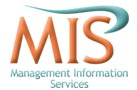 MIS
Management Information
Services